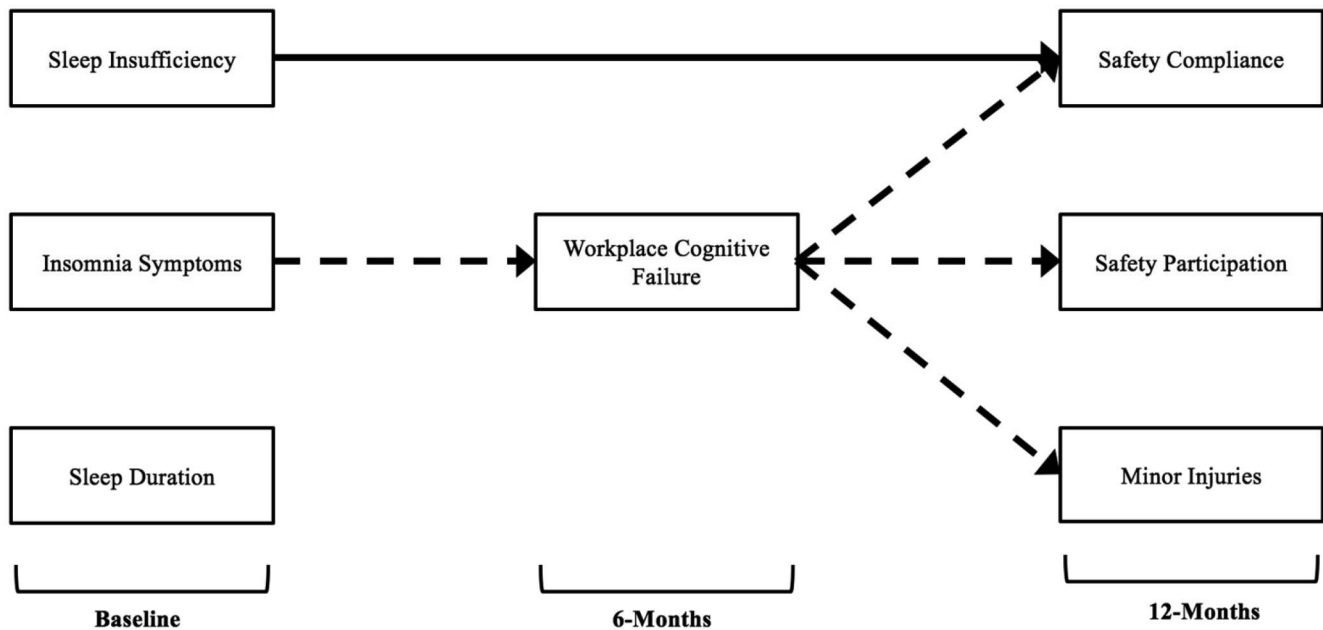 Sleep Insufficiency
Safety Compliance
Insomnia Symptoms
Workplace Cognitive
Failure
Safety Participation
Sleep Duration
Minor Injuries
Baseline
6-Months
12-Months